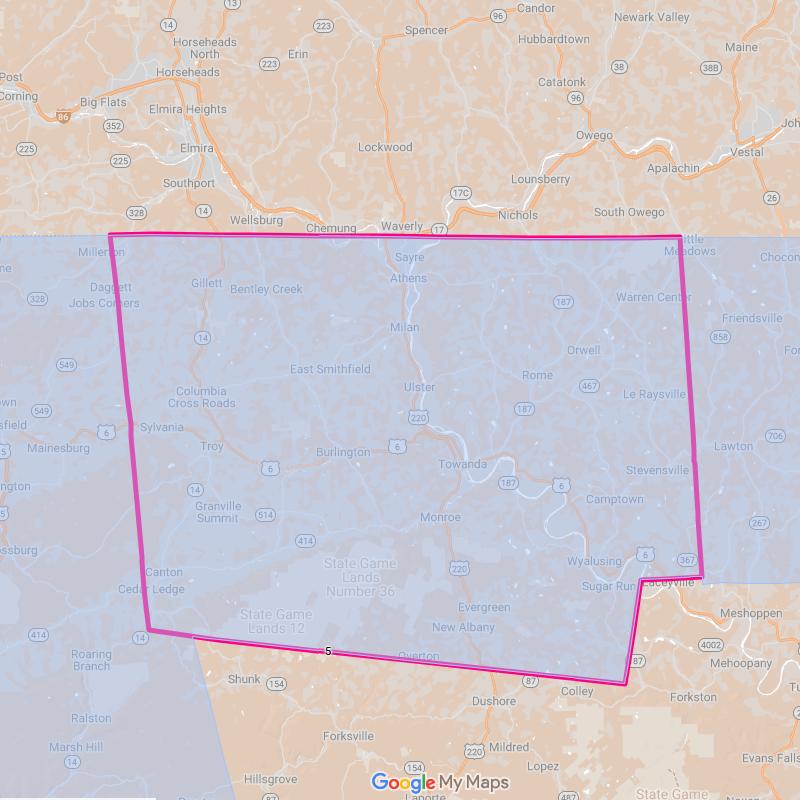 Candor
Spencer
96
Newark Valley
13
14
Erin
Hubbardtown
Horseheads
North
223
Maine
Post
Horseheads
223
38
38B
Corning
Big Flats
Catatonk
96
Elmira Heights
86
352
Owego
Joh
225
Elmira
Lockwood
Vestal
225
Apalachin
Southport
Lounsberry
17C
26
328
14
Wellsburg
Nichols
South Owego
Chemung
Waverly
17
Millerton
Sayre
Little
Meadows
Chocon
ne
Daggett
Gillett
Athens
328
Jobs Corners
Bentley Creek
187
Warren Center
Friendsville
Milan
14
858
Orwell
For
549
East Smithfield
Rome
Columbia
Cross Roads
Ulster
467
Le Raysville
own
549
187
220
sfield
6
Sylvania
706
Mainesburg
Troy
Burlington
6
Lawton
6
Towanda
Stevensville
ngton
14
187
6
Camptown
Granville
Summit
514
Monroe
267
ossburg
414
6
Wyalusing
367
Canton
State Game
Lands
Number 36
220
Cedar Ledge
Sugar Run
Laceyville
State Game
Lands 12
Evergreen
Meshoppen
New Albany
414
14
4002
5
Overton
Roaring
Branch
87
Mehoopany
Shunk
154
87
Tu
Colley
Dushore
Forkston
Ralston
Forksville
Marsh Hill
220
Mildred
14
154
Lopez
Evans Falls
Hillsgrove
Google My Maps
87
Laporte
487
State Game